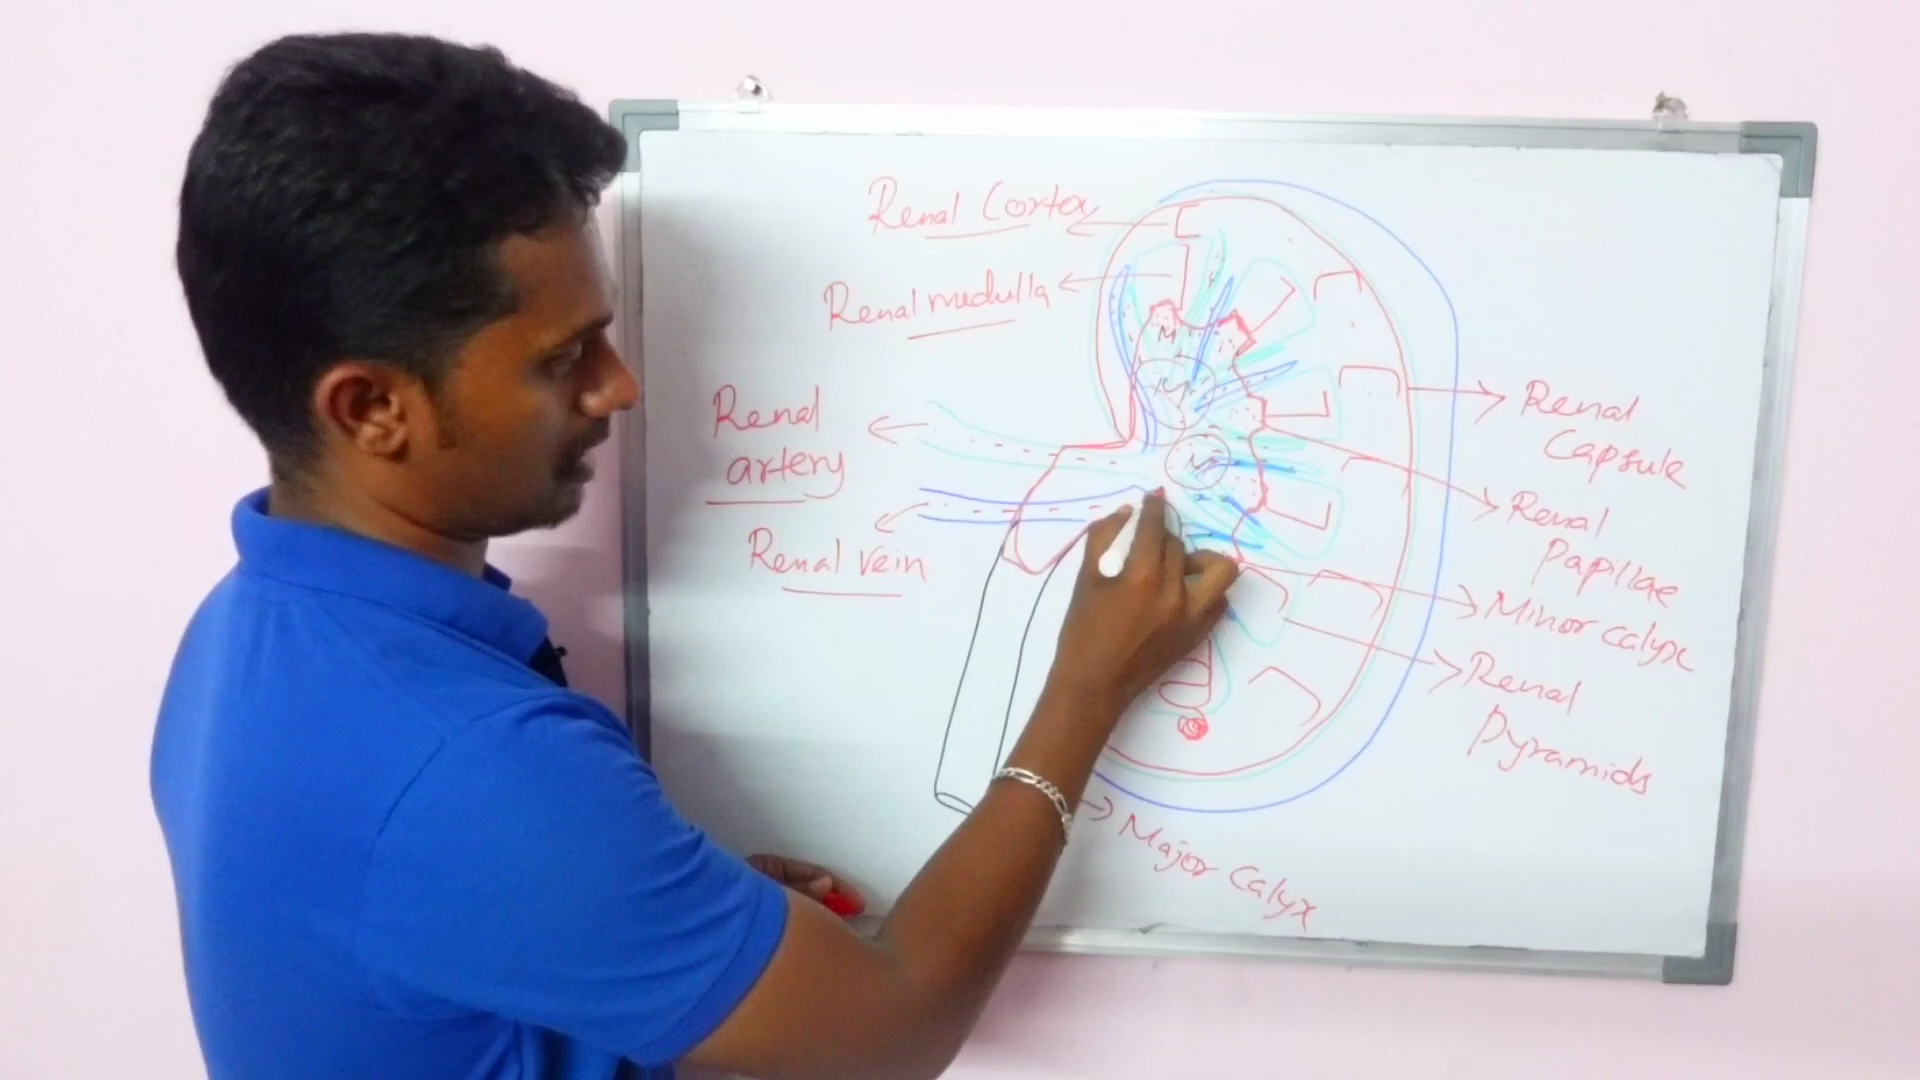 Renal Cortex
Renal medulla
Renal
artery
Renal vein
M
M
M
Renal
Capsule
Renal
Papillae
Minor calyx
Renal
Pyramids
Major Calyx